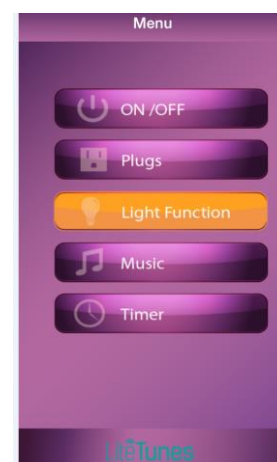 Menu
ON /OFF
Plugs
Light Function
Music
Timer
LiteTunes